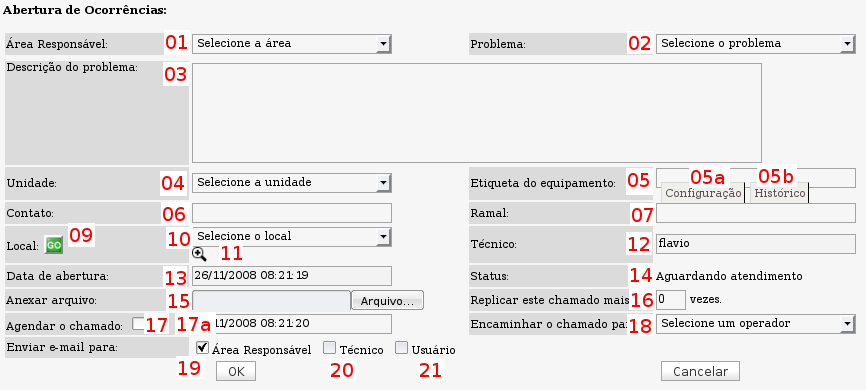 Abertura de Ocorrências:
Área Responsável: 01 Selecione a área Problema: 02 Selecione o problema
Descrição do problema: 03
Unidade: 04 Selecione a unidade Etiqueta do equipamento: 05
05a 05b
Configuração Histórico
Contato: 06 Ramal: 07
Local: GO 09 10 Selecione o local 11 Técnico: 12 flavio
Data de abertura: 13 26/11/2008 08:21:19 Status: 14 Aguardando atendimento
Anexar arquivo: 15 Arquivo... Replicar este chamado mais 16 0 vezes.
Agendar o chamado: 17 17a 11/2008 08:21:20 Encaminhar o chamado 18 Selecione um operador
Enviar e-mail para: Área Responsável Técnico Usuário
19 20 21
OK Cancelar